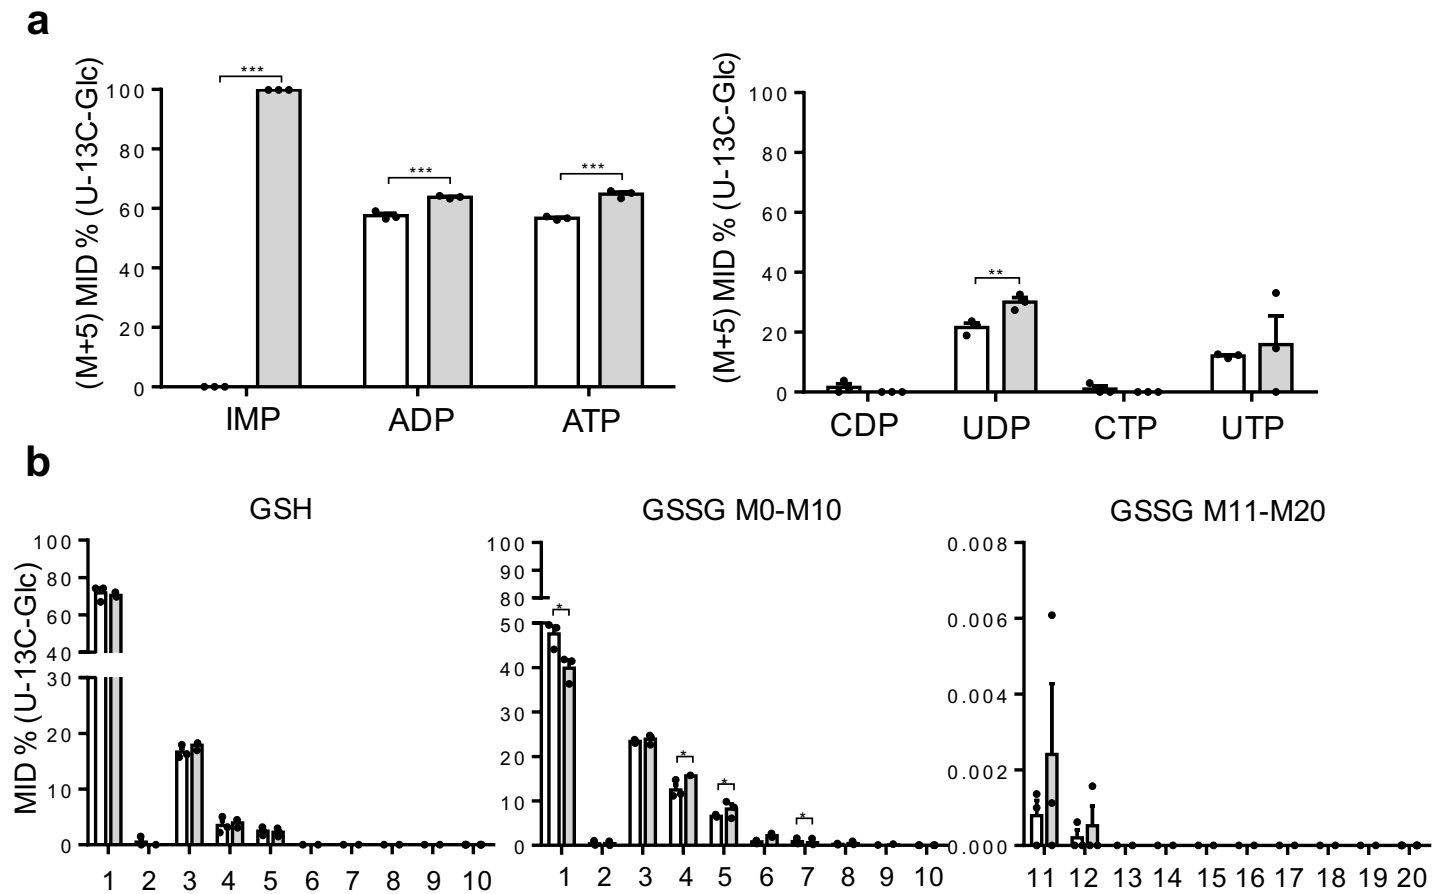 a
(M+5) MID % (U-13C-Glc)
100
80
60
40
20
0
***
***
***
IMP
ADP
ATP
(M+5) MID % (U-13C-Glc)
100
80
60
40
20
0
**
CDP
UDP
CTP
UTP
b
GSH
MID % (U-13C-Glc)
100
80
60
40
30
20
10
0
1 2 3 4 5 6 7 8 9 10
GSSG M0-M10
100
90
80
50
40
30
20
10
0
*
*
*
*
1 2 3 4 5 6 7 8 9 10
GSSG M11-M20
0.008
0.006
0.004
0.002
0.000
11 12 13 14 15 16 17 18 19 20